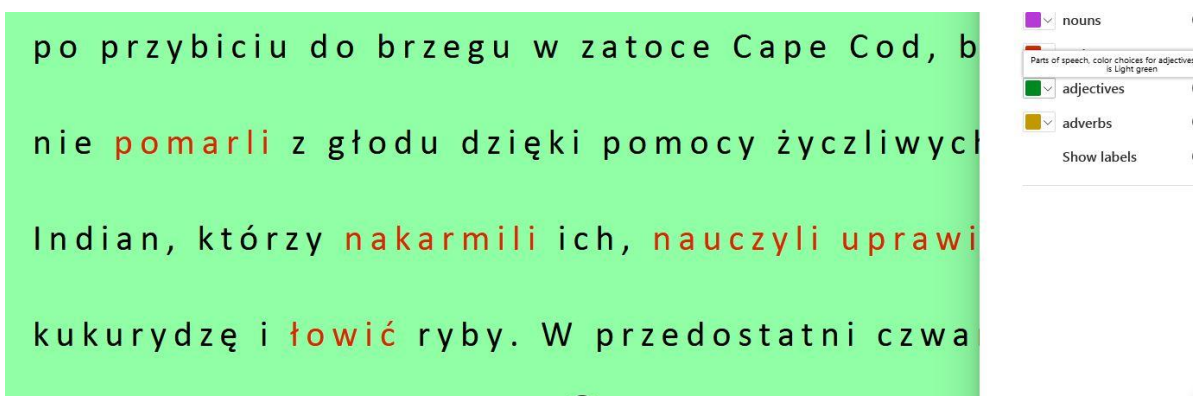 po przybiciu do brzegu w zatoce Cape Cod, b
nie pomarli z głodu dzięki pomocy życzliwych
Indian, którzy nakarmili ich, nauczyli uprawi
kukurydzę i łowić ryby. W przedostatni czwa
nouns
Parts of speech, color choices for adjectives
is Light green
adjectives
adverbs
Show labels